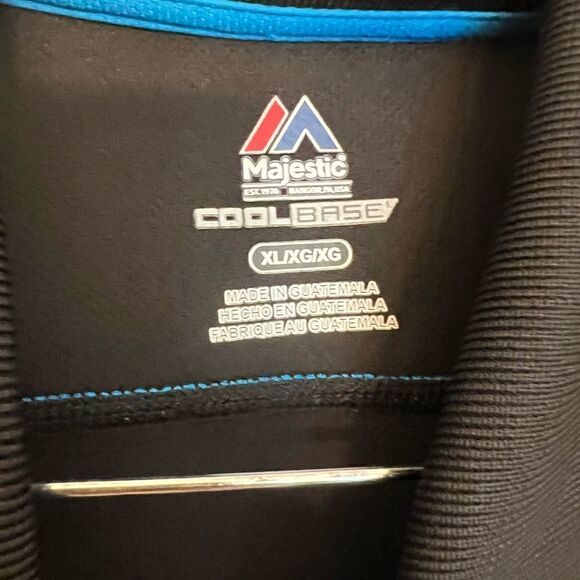 Majestic
EST. 1976 BANGOR, PA, USA
COOLBASE
XL/XG/XG
MADE IN GUATEMALA
HECHO EN GUATEMALA
FABRIQUE AU GUATEMALA